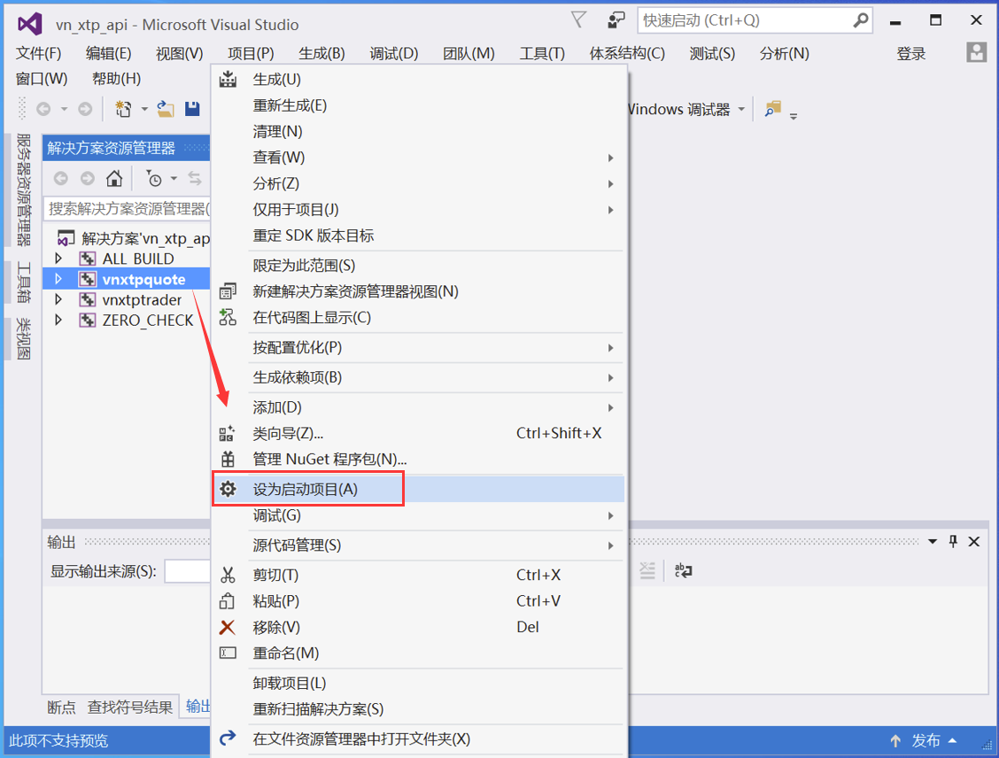 vn_xtp_api - Microsoft Visual Studio
快速启动 (Ctrl+Q)
文件(F) 编辑(E) 视图(V) 项目(P) 生成(B) 调试(D) 团队(M) 工具(T) 体系结构(C) 测试(S) 分析(N) 登录
窗口(W) 帮助(H)
Windows 调试器
服务器资源管理器
工具箱
类视图
解决方案资源管理器
搜索解决方案资源管理器(
解决方案'vn_xtp_ap
ALL_BUILD
vnxtpquote
vnxtptrader
ZERO_CHECK
生成(U)
重新生成(E)
清理(N)
查看(W)
分析(Z)
仅用于项目(J)
重定 SDK 版本目标
限定为此范围(S)
新建解决方案资源管理器视图(N)
在代码图上显示(C)
按配置优化(P)
生成依赖项(B)
添加(D)
类向导(Z)... Ctrl+Shift+X
管理 NuGet 程序包(N)...
设为启动项目(A)
调试(G)
源代码管理(S)
剪切(T) Ctrl+X
粘贴(P) Ctrl+V
移除(V) Del
重命名(M)
卸载项目(L)
重新扫描解决方案(S)
在文件资源管理器中打开文件夹(X)
输出
显示输出来源(S):
断点 查找符号结果 输出
此项不支持预览
发布